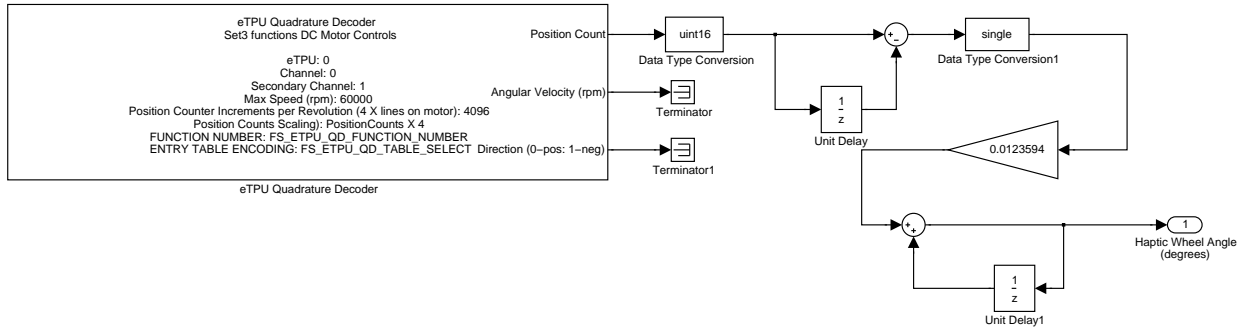 eTPU Quadrature Decoder
Set3 functions DC Motor Controls
eTPU: 0
Channel: 0
Secondary Channel: 1
Max Speed (rpm): 60000
Position Counter Increments per Revolution (4 X lines on motor): 4096
Position Counts Scaling): PositionCounts X 4
FUNCTION NUMBER: FS_ETPU_QD_FUNCTION_NUMBER
ENTRY TABLE ENCODING: FS_ETPU_QD_TABLE_SELECT
Position Count
Angular Velocity (rpm)
Direction (0−pos: 1−neg)
eTPU Quadrature Decoder
uint16
Data Type Conversion
Terminator
Terminator1
+
−
single
Data Type Conversion1
1
z
Unit Delay
0.0123594
+
+
1
z
Unit Delay1
1
Haptic Wheel Angle
(degrees)